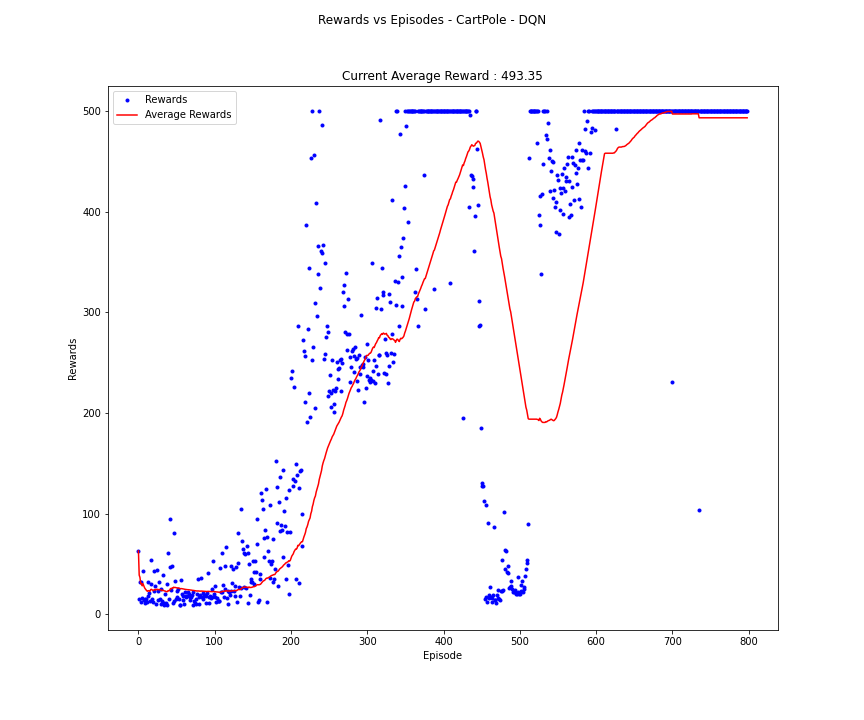 Rewards vs Episodes - CartPole - DQN
Current Average Reward : 493.35
Rewards
Average Rewards
500
400
300
200
100
0
Rewards
0 100 200 300 400 500 600 700 800
Episode